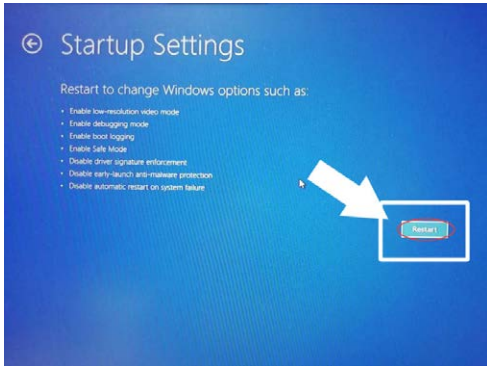 Startup Settings
Restart to change Windows options such as:
• Enable low-resolution video mode
• Enable debugging mode
• Enable boot logging
• Enable Safe Mode
• Disable driver signature enforcement
• Disable early-launch anti-malware protection
• Disable automatic restart on system failure
Restart